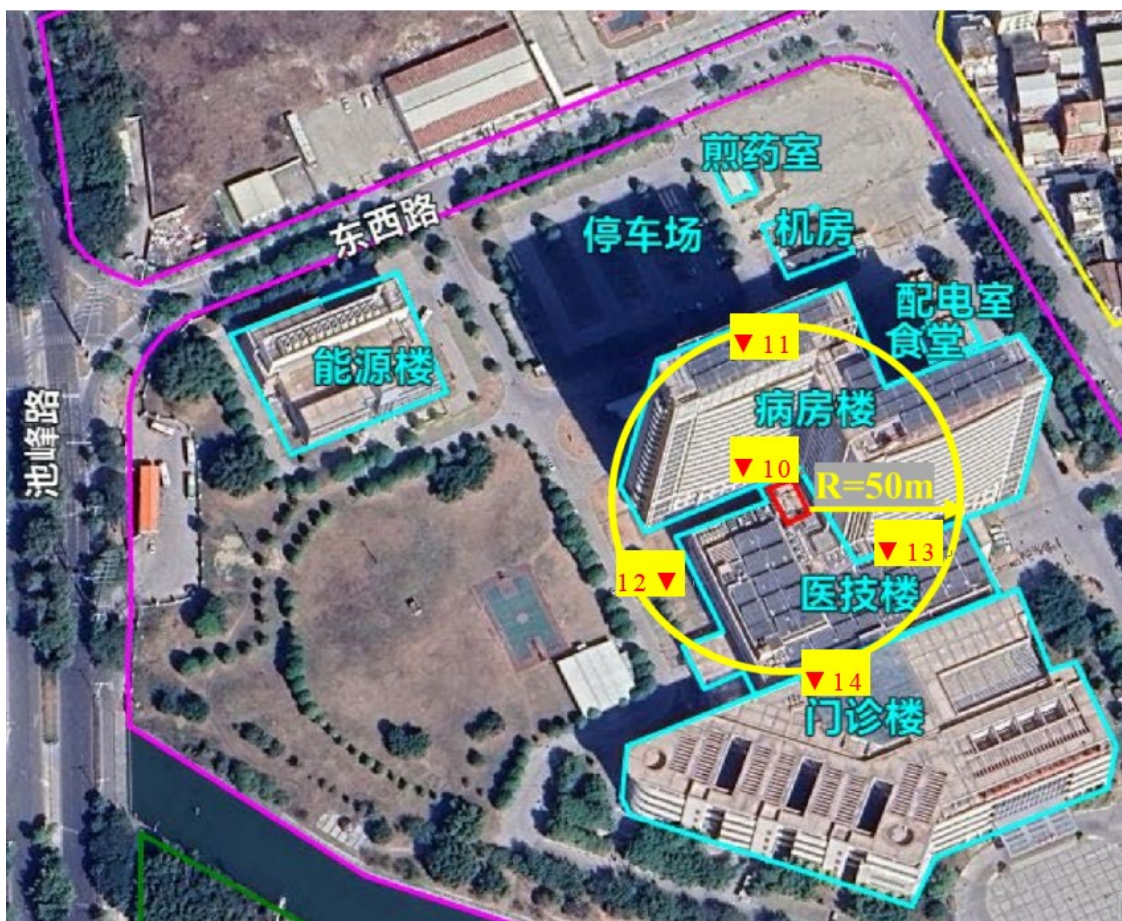 煎药室
停车场
机房
东西路
配电室
食堂
▼ 11
能源楼
病房楼
池峰路
▼ 10
R=50m
▼ 13
12 ▼
医技楼
▼ 14
门诊楼